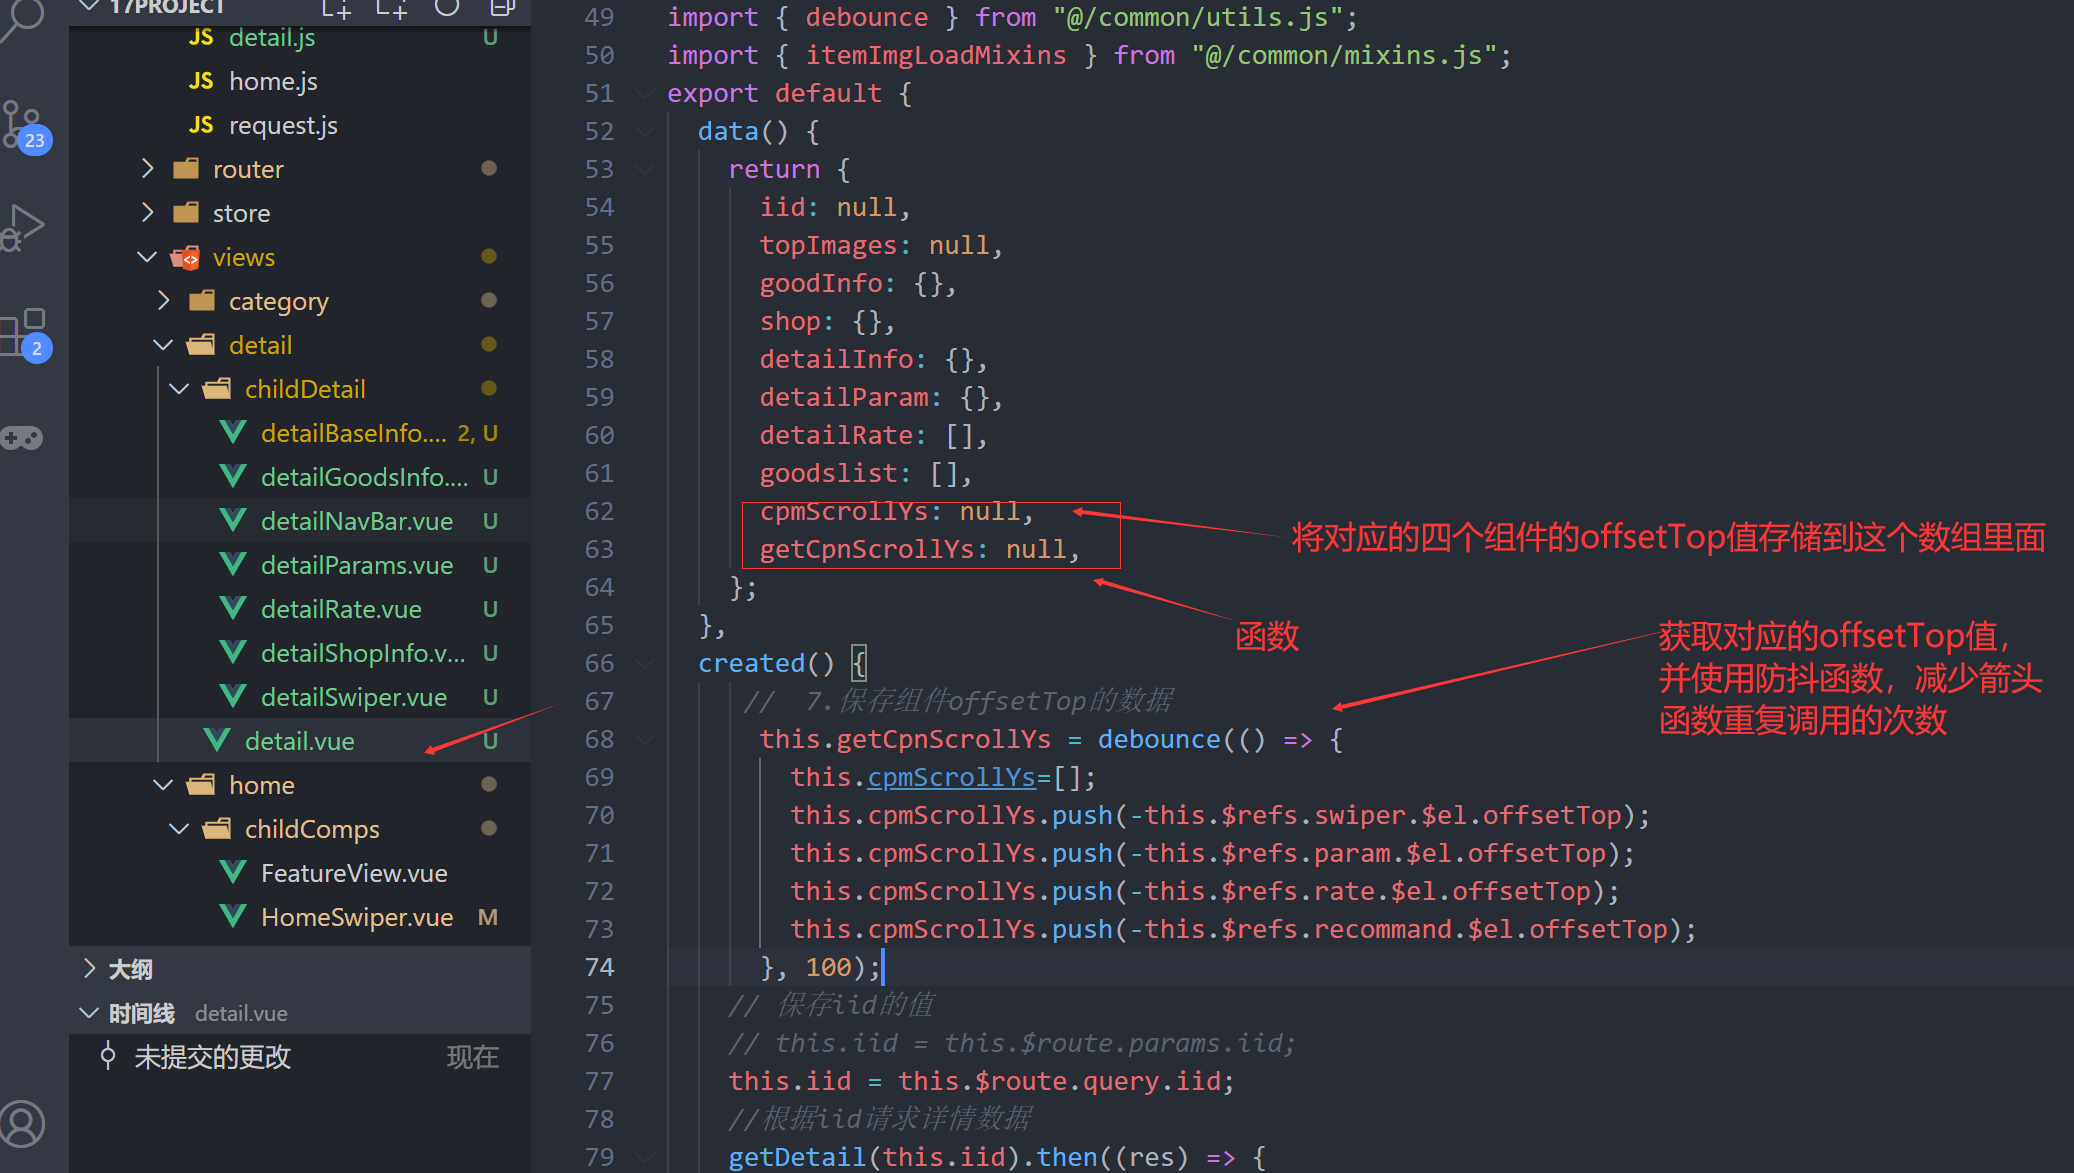 17PROJECT
JS detail.js U
JS home.js
JS request.js
router
store
views
category
detail
childDetail
detailBaseInfo.... 2, U
detailGoodsInfo.... U
detailNavBar.vue U
detailParams.vue U
detailRate.vue U
detailShopInfo.v... U
detailSwiper.vue U
detail.vue U
home
childComps
FeatureView.vue
HomeSwiper.vue M
大纲
时间线 detail.vue
未提交的更改 现在
23
2
49 import { debounce } from "@/common/utils.js";
50 import { itemImgLoadMixins } from "@/common/mixins.js";
51 export default {
52 data() {
53 return {
54 iid: null,
55 topImages: null,
56 goodInfo: {},
57 shop: {},
58 detailInfo: {},
59 detailParam: {},
60 detailRate: [],
61 goodslist: [],
62 cpmScrollYs: null,
63 getCpnScrollYs: null,
64 };
65 },
66 created() {
67 // 7.保存组件offsetTop的数据
68 this.getCpnScrollYs = debounce(() => {
69 this.cpmScrollYs=[];
70 this.cpmScrollYs.push(-this.$refs.swiper.$el.offsetTop);
71 this.cpmScrollYs.push(-this.$refs.param.$el.offsetTop);
72 this.cpmScrollYs.push(-this.$refs.rate.$el.offsetTop);
73 this.cpmScrollYs.push(-this.$refs.recommand.$el.offsetTop);
74 }, 100);
75 // 保存iid的值
76 // this.iid = this.$route.params.iid;
77 this.iid = this.$route.query.iid;
78 //根据iid请求详情数据
79 getDetail(this.iid).then((res) => {
将对应的四个组件的offsetTop值存储到这个数组里面
函数
获取对应的offsetTop值，
并使用防抖函数，减少箭头
函数重复调用的次数